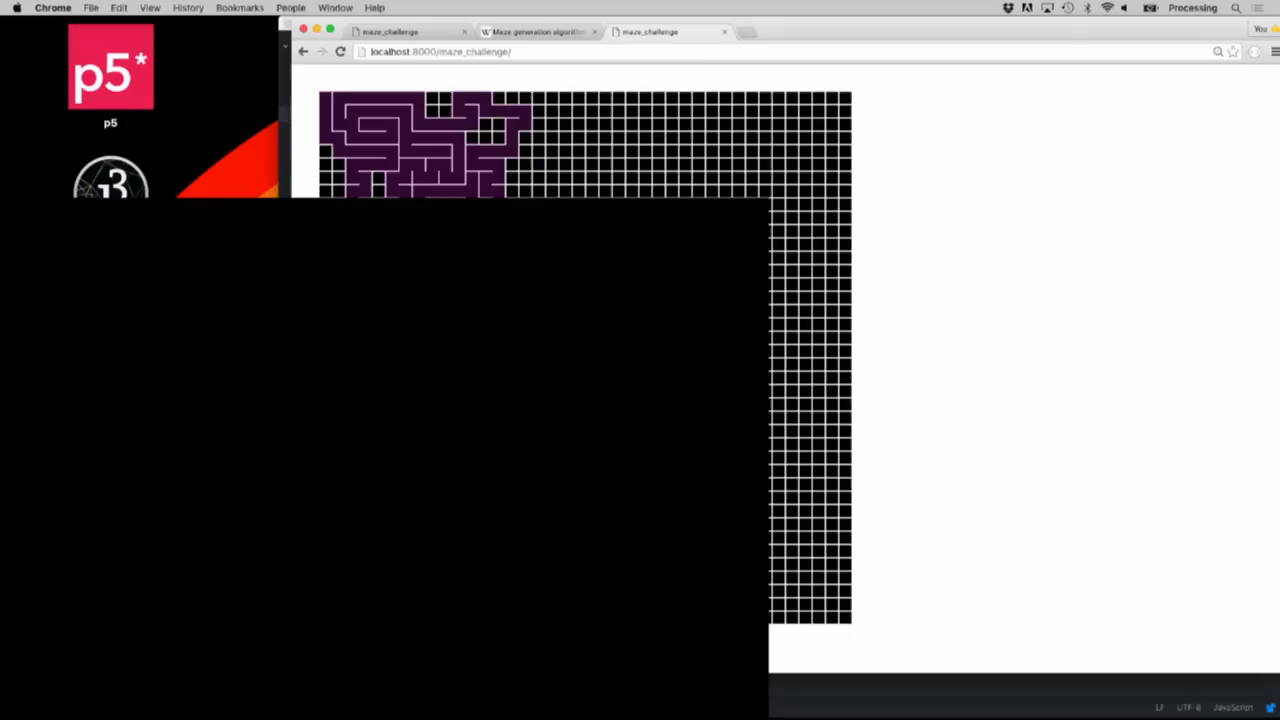 Chrome File Edit View History Bookmarks People Window Help Processing
maze_challenge Maze generation algorithm maze_challenge You
localhost:8000/maze_challenge/
p5*
p5
LF UTF-8 JavaScript